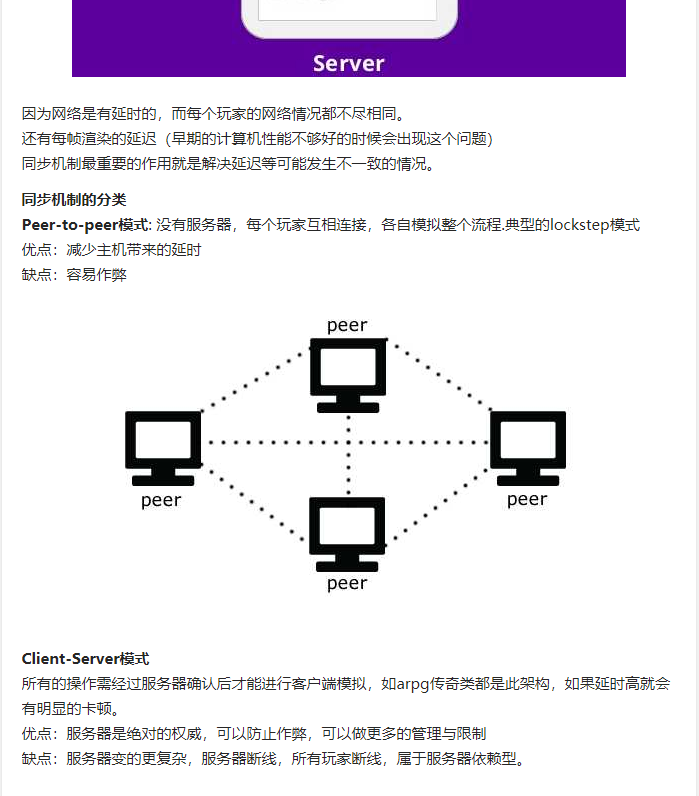 Server
因为网络是有延时的，而每个玩家的网络情况都不尽相同。
还有每帧渲染的延迟（早期的计算机性能不够好的时候会出现这个问题）
同步机制最重要的作用就是解决延迟等可能发生不一致的情况。
同步机制的分类
Peer-to-peer模式: 没有服务器，每个玩家互相连接，各自模拟整个流程.典型的lockstep模式
优点：减少主机带来的延时
缺点：容易作弊
peer
peer
peer
peer
Client-Server模式
所有的操作需经过服务器确认后才能进行客户端模拟，如arpg传奇类都是此架构，如果延时高就会
有明显的卡顿。
优点：服务器是绝对的权威，可以防止作弊，可以做更多的管理与限制
缺点：服务器变的更复杂，服务器断线，所有玩家断线，属于服务器依赖型。